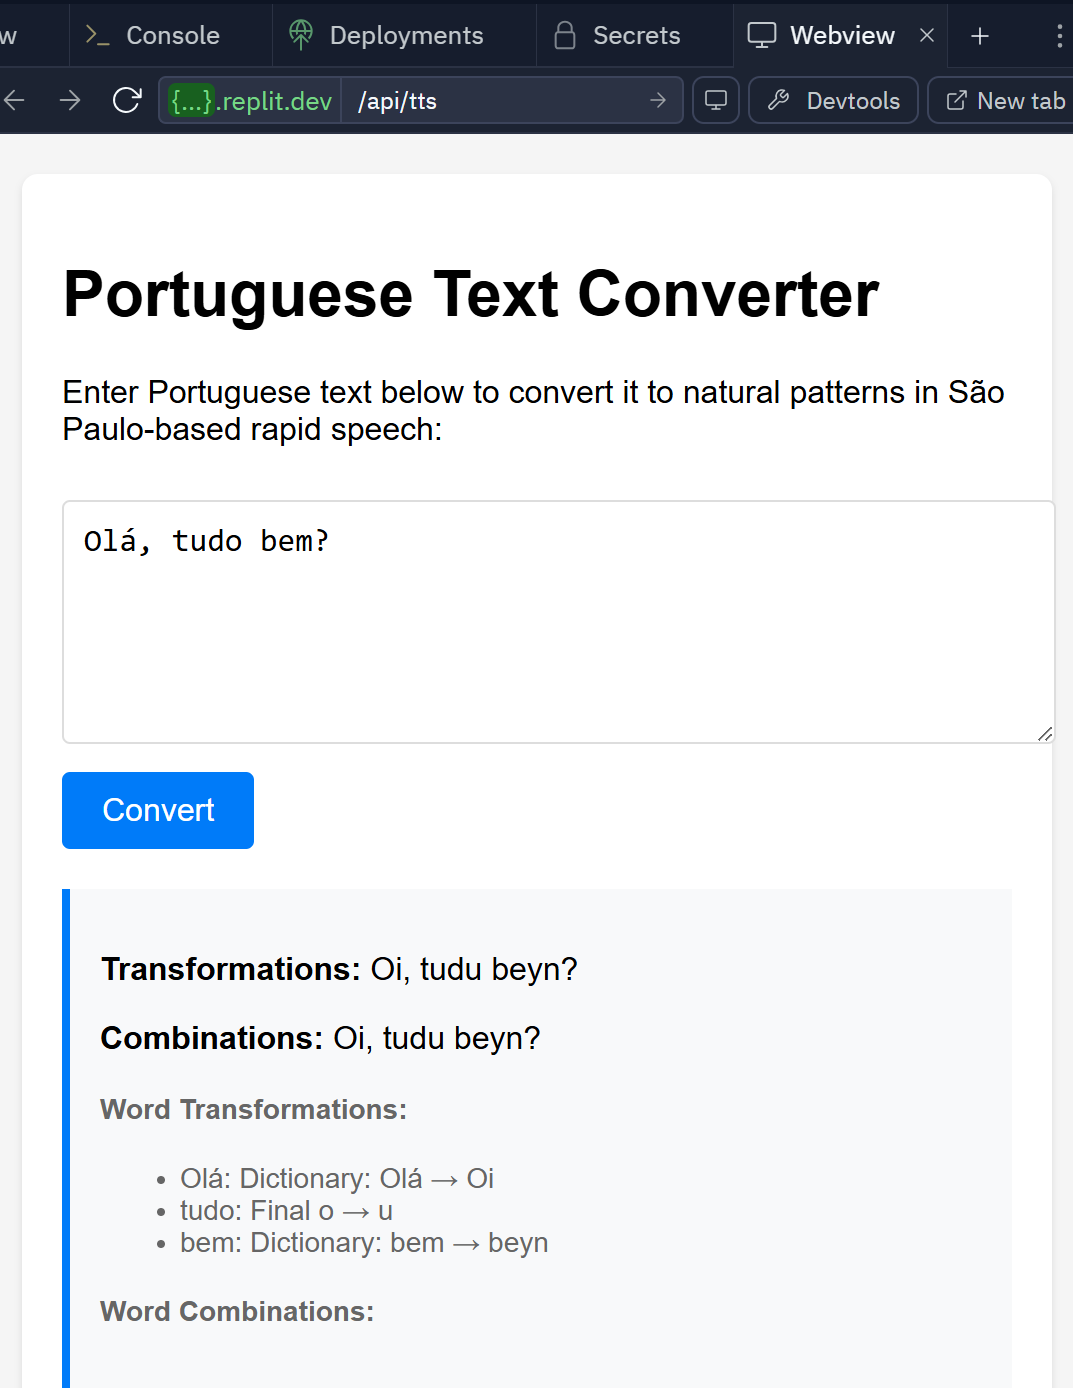 w >_ Console Deployments Secrets Webview × +
{...}.replit.dev /api/tts Devtools New tab
Portuguese Text Converter
Enter Portuguese text below to convert it to natural patterns in São
Paulo-based rapid speech:
Olá, tudo bem?
Convert
Transformations: Oi, tudu beyn?
Combinations: Oi, tudu beyn?
Word Transformations:
• Olá: Dictionary: Olá → Oi
• tudo: Final o → u
• bem: Dictionary: bem → beyn
Word Combinations: